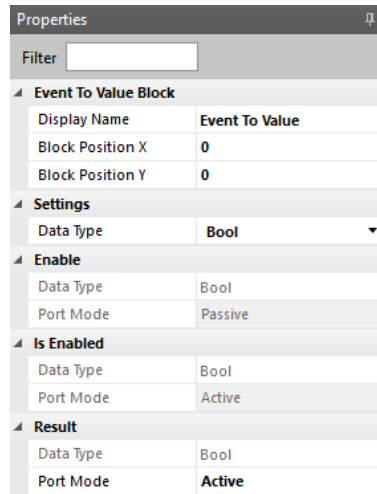 Properties
Filter
Event To Value Block
Display Name Event To Value
Block Position X 0
Block Position Y 0
Settings
Data Type Bool
Enable
Data Type Bool
Port Mode Passive
Is Enabled
Data Type Bool
Port Mode Active
Result
Data Type Bool
Port Mode Active